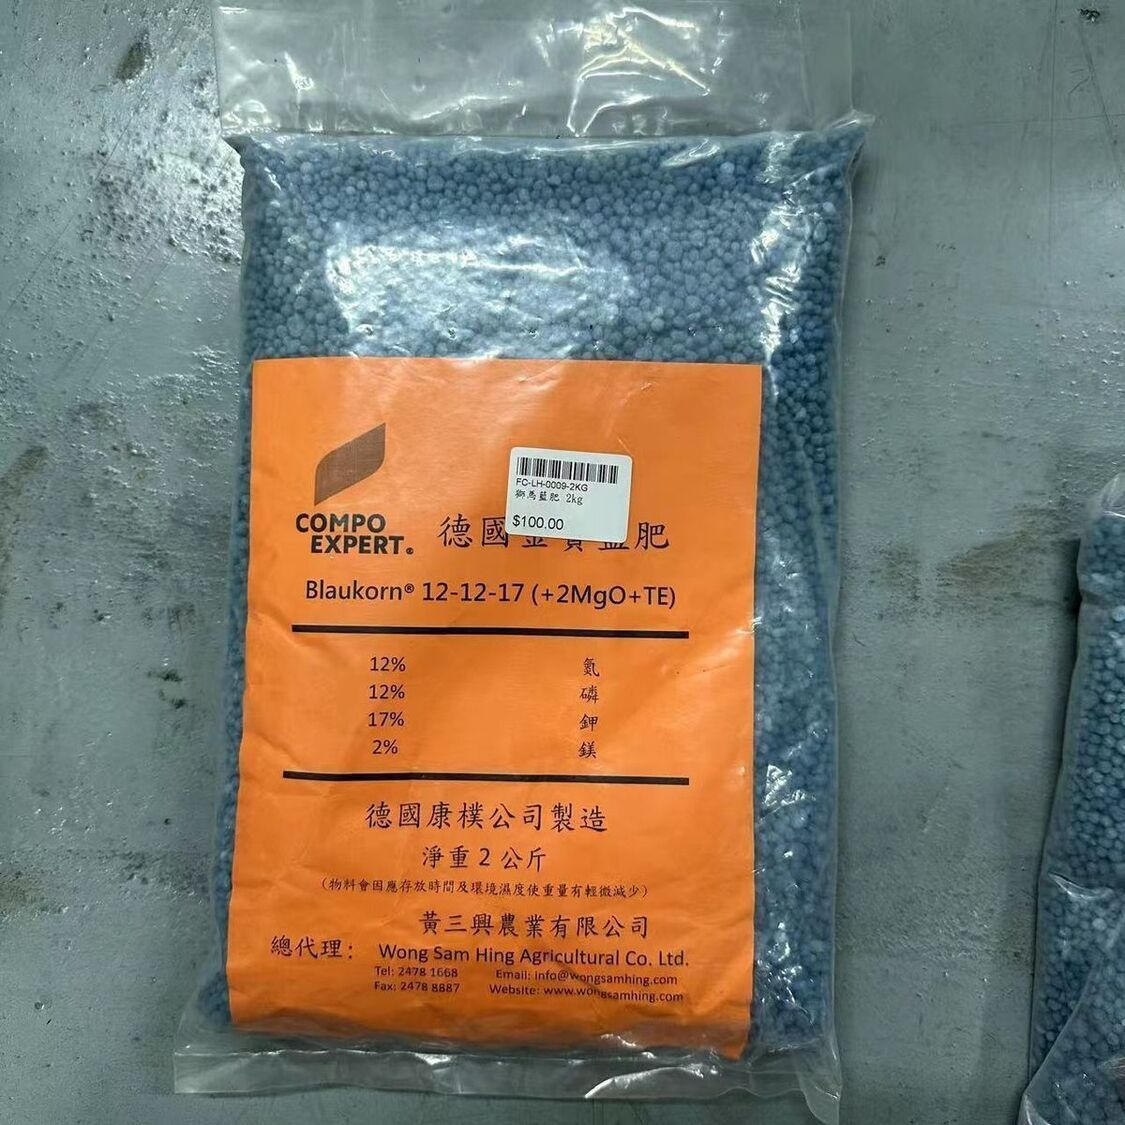 FC-LH-0009-2KG
獅馬藍肥 2kg
$100.00
COMPO
EXPERT®
德國 肥
Blaukorn® 12-12-17 (+2MgO+TE)
12% 氮
12% 磷
17% 鉀
2% 鎂
德國康樸公司製造
淨重 2 公斤
（物料會因應存放時間及環境濕度使重量有輕微減少）
黃三興農業有限公司
總代理： Wong Sam Hing Agricultural Co. Ltd.
Tel: 2478 1668 Email: info@wongsamhing.com
Fax: 2478 8887 Website: www.wongsamhing.com